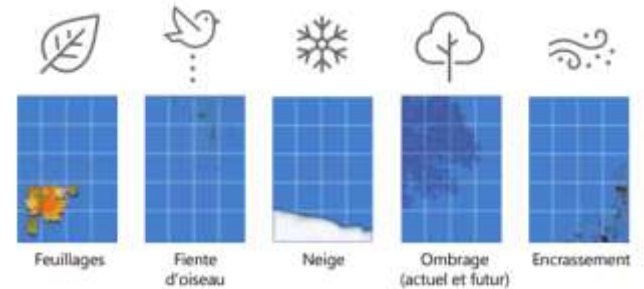 Feuillages
Fiente
d'oiseau
Neige
Ombrage
(actuel et futur)
Encrassement